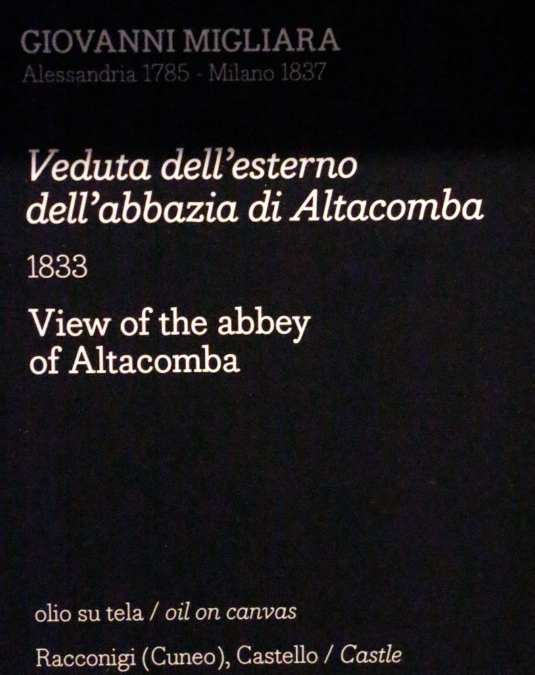 GIOVANNI MIGLIARA
Alessandria 1785 - Milano 1837
Veduta dell'esterno
dell'abbazia di Altacomba
1833
View of the abbey
of Altacomba
olio su tela / oil on canvas
Racconigi (Cuneo), Castello / Castle